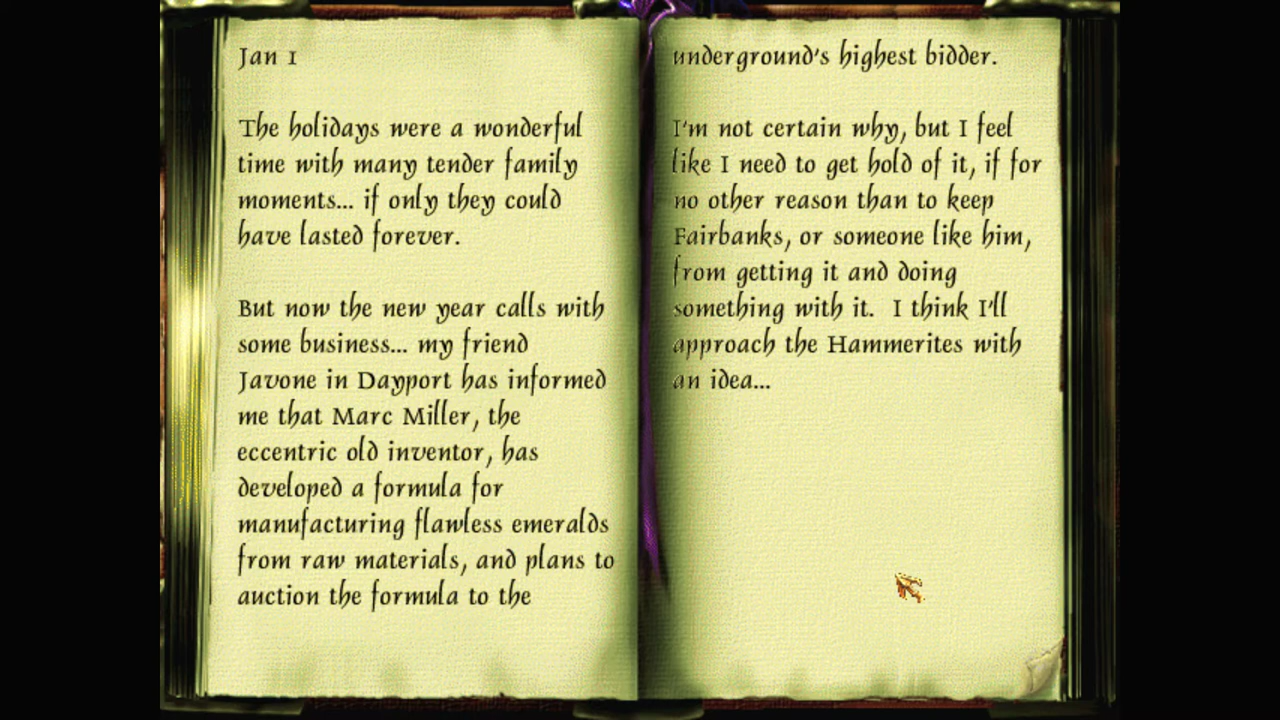 Jan 1
The holidays were a wonderful
time with many tender family
moments... if only they could
have lasted forever.
But now the new year calls with
some business... my friend
Javone in Dayport has informed
me that Marc Miller, the
eccentric old inventor, has
developed a formula for
manufacturing flawless emeralds
from raw materials, and plans to
auction the formula to the
underground's highest bidder.
I'm not certain why, but I feel
like I need to get hold of it, if for
no other reason than to keep
Fairbanks, or someone like him,
from getting it and doing
something with it.  I think I'll
approach the Hammerites with
an idea...